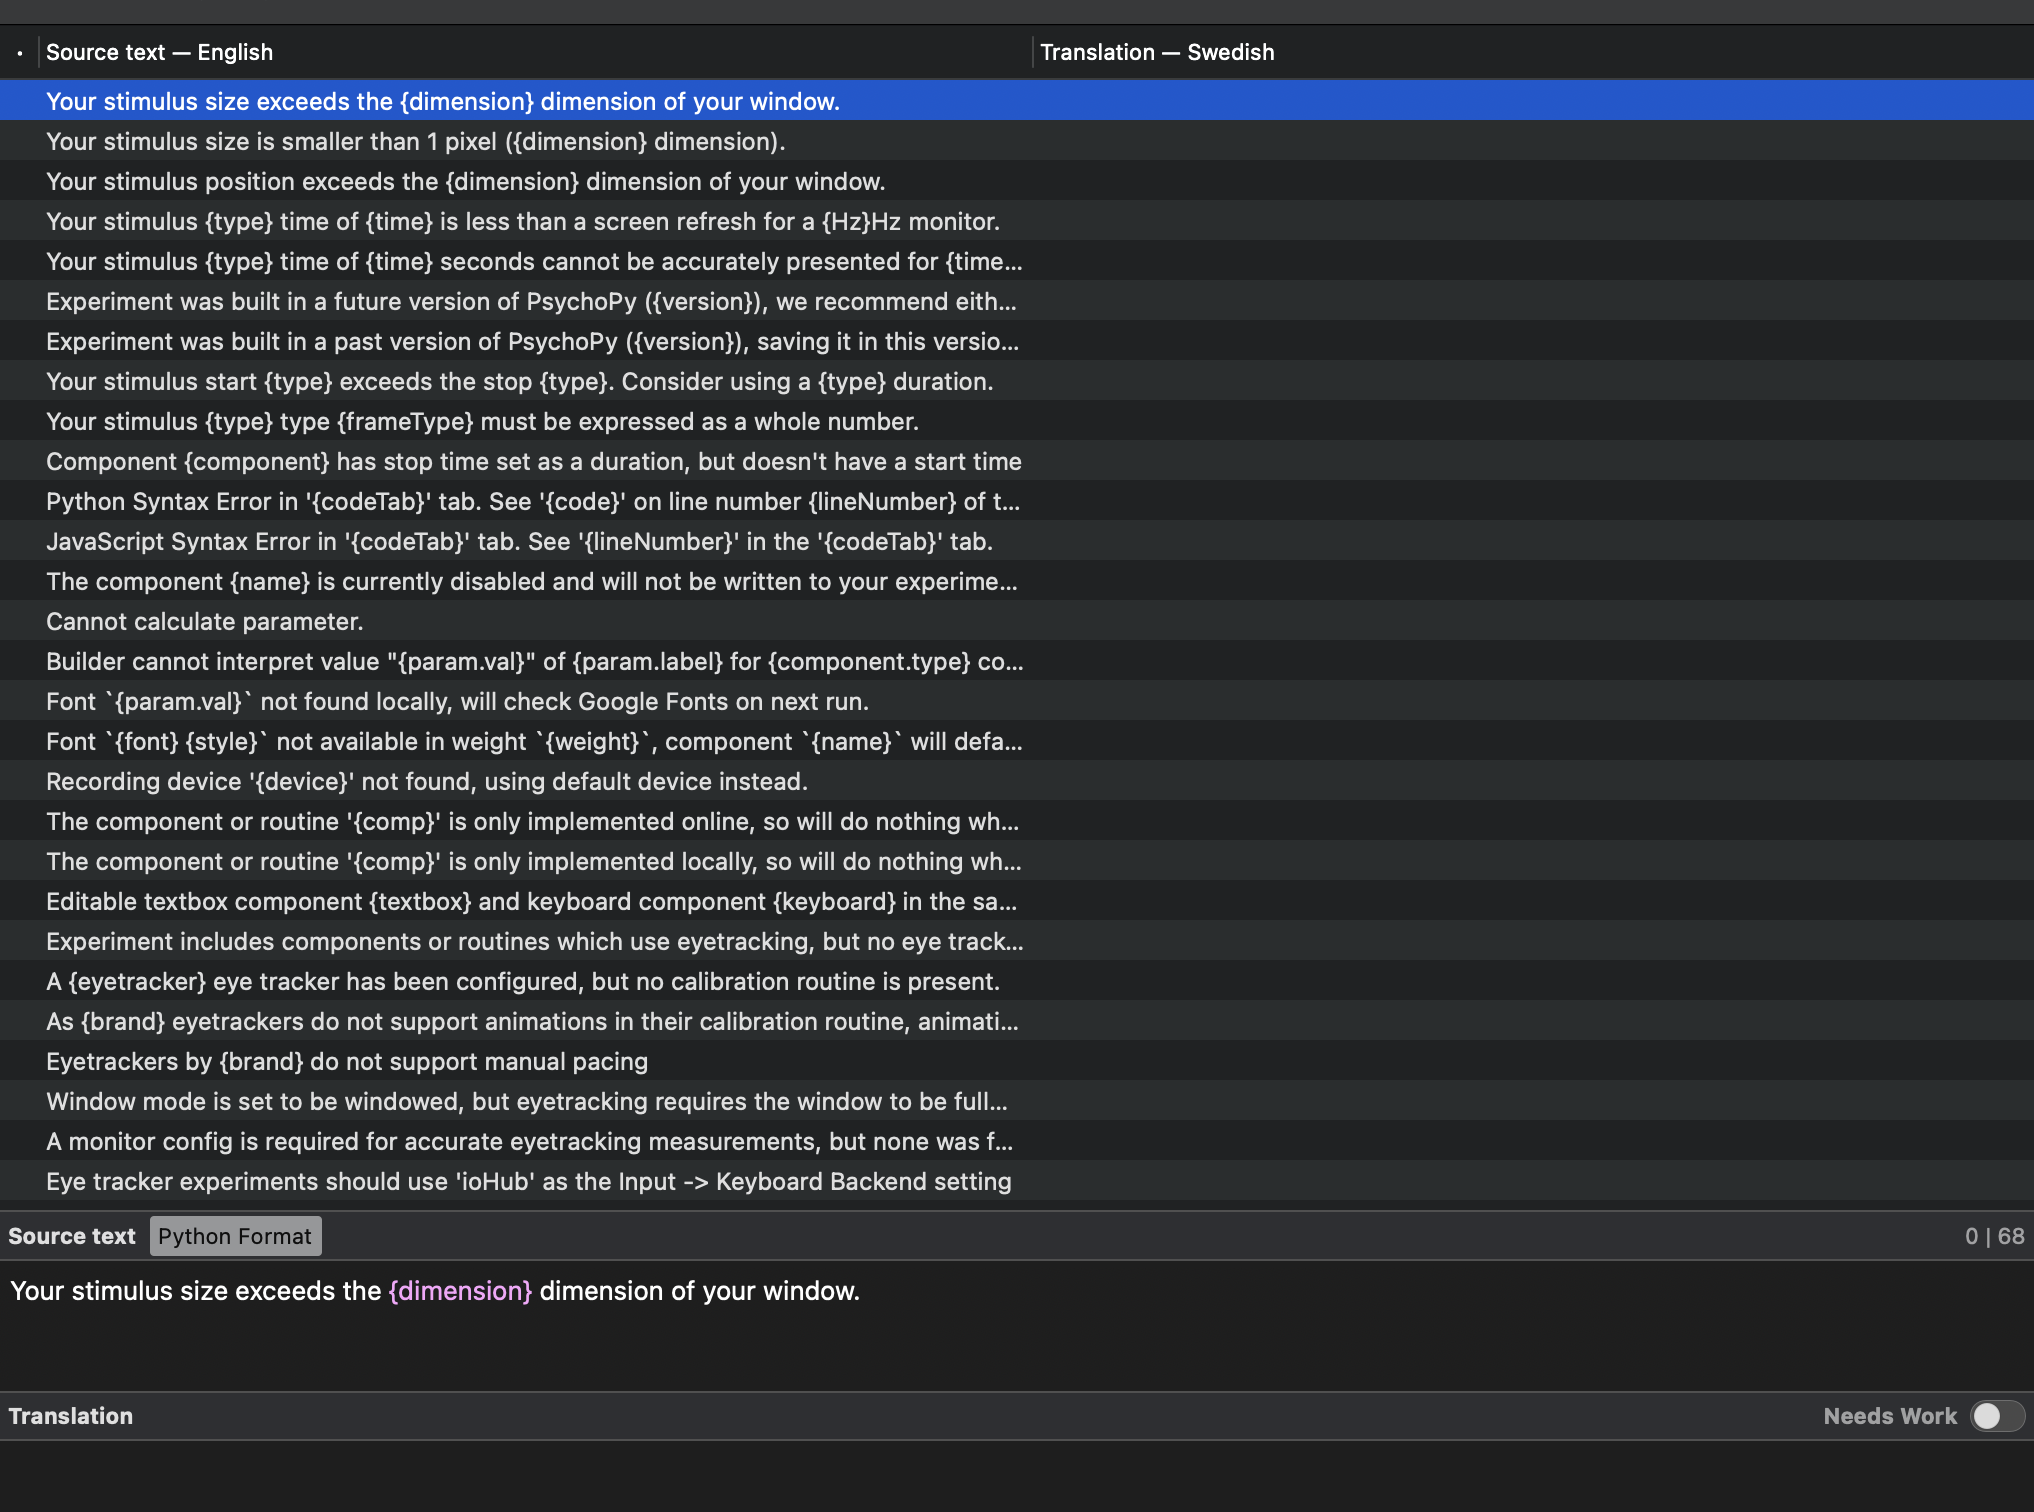 Source text — English
Translation — Swedish
Your stimulus size exceeds the {dimension} dimension of your window.
Your stimulus size is smaller than 1 pixel ({dimension} dimension).
Your stimulus position exceeds the {dimension} dimension of your window.
Your stimulus {type} time of {time} is less than a screen refresh for a {Hz}Hz monitor.
Your stimulus {type} time of {time} seconds cannot be accurately presented for {time...
Experiment was built in a future version of PsychoPy ({version}), we recommend eith...
Experiment was built in a past version of PsychoPy ({version}), saving it in this versio...
Your stimulus start {type} exceeds the stop {type}. Consider using a {type} duration.
Your stimulus {type} type {frameType} must be expressed as a whole number.
Component {component} has stop time set as a duration, but doesn't have a start time
Python Syntax Error in '{codeTab}' tab. See '{code}' on line number {lineNumber} of t...
JavaScript Syntax Error in '{codeTab}' tab. See '{lineNumber}' in the '{codeTab}' tab.
The component {name} is currently disabled and will not be written to your experime...
Cannot calculate parameter.
Builder cannot interpret value "{param.val}" of {param.label} for {component.type} co...
Font `{param.val}` not found locally, will check Google Fonts on next run.
Font `{font} {style}` not available in weight `{weight}`, component `{name}` will defa...
Recording device '{device}' not found, using default device instead.
The component or routine '{comp}' is only implemented online, so will do nothing wh...
The component or routine '{comp}' is only implemented locally, so will do nothing wh...
Editable textbox component {textbox} and keyboard component {keyboard} in the sa...
Experiment includes components or routines which use eyetracking, but no eye track...
A {eyetracker} eye tracker has been configured, but no calibration routine is present.
As {brand} eyetrackers do not support animations in their calibration routine, animati...
Eyetrackers by {brand} do not support manual pacing
Window mode is set to be windowed, but eyetracking requires the window to be full...
A monitor config is required for accurate eyetracking measurements, but none was f...
Eye tracker experiments should use 'ioHub' as the Input -> Keyboard Backend setting
Source text Python Format 0 | 68
Your stimulus size exceeds the {dimension} dimension of your window.
Translation Needs Work